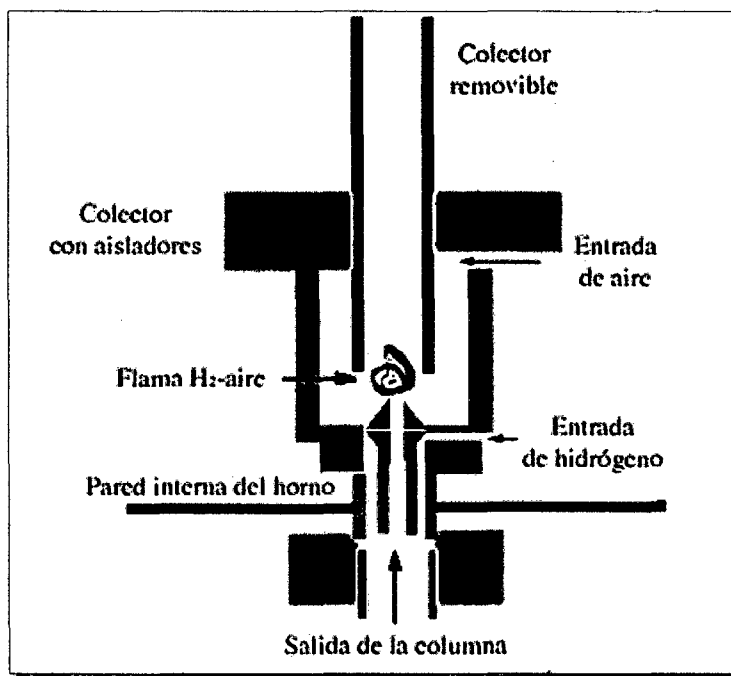 Colector
removible
Colector
con aisladores
Entrada
de aire
Flama H₂-aire
Entrada
de hidrógeno
Pared interna del horno
Salida de la columna